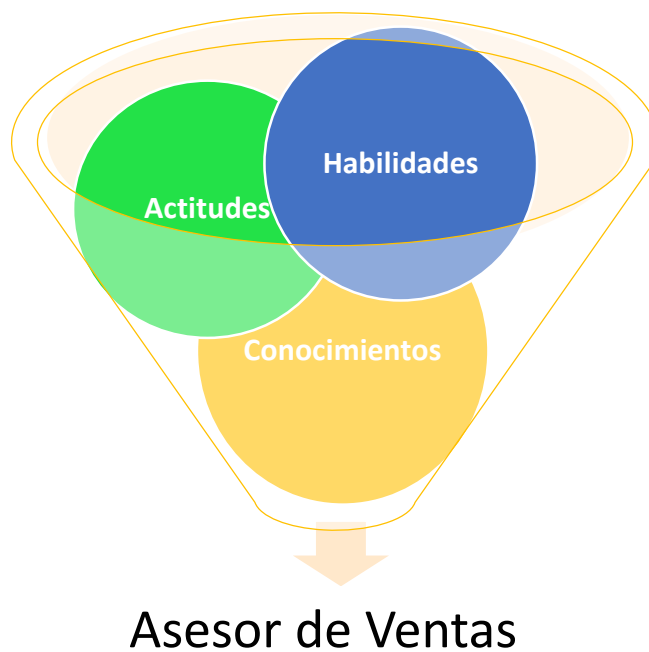 Habilidades
Actitudes
Conocimientos
Asesor de Ventas